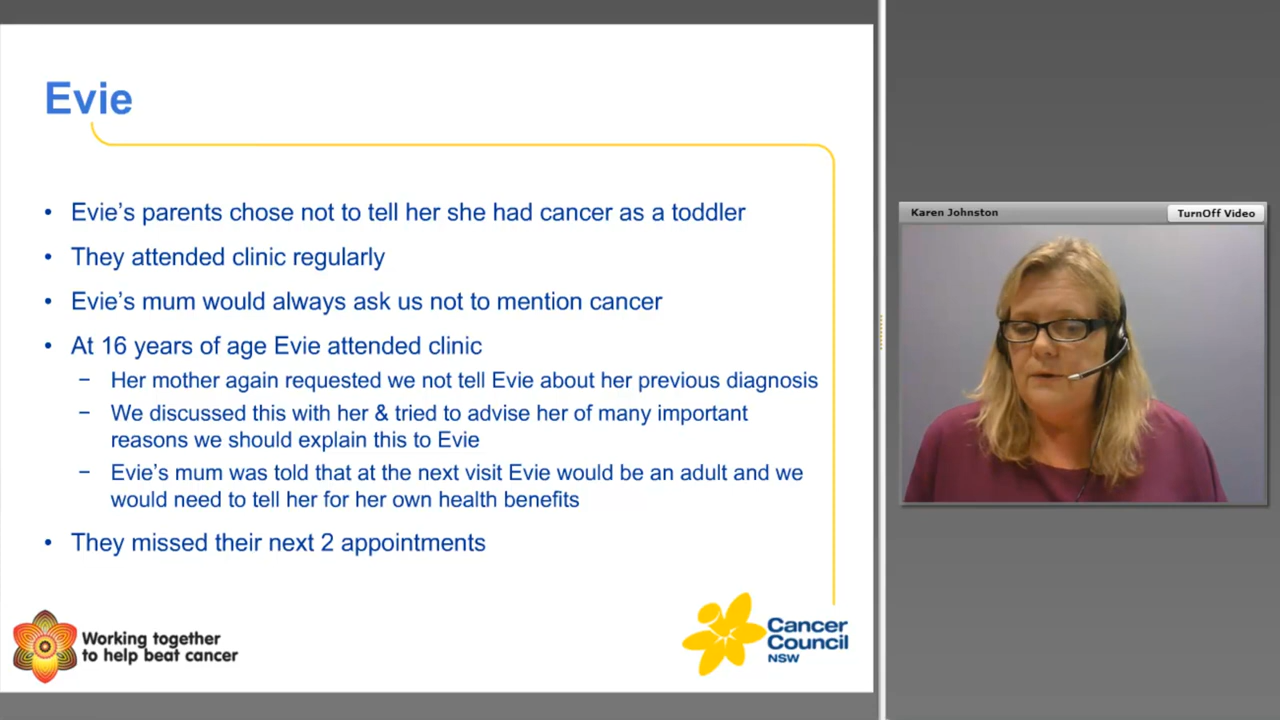 Evie
• Evie's parents chose not to tell her she had cancer as a toddler
• They attended clinic regularly
• Evie's mum would always ask us not to mention cancer
• At 16 years of age Evie attended clinic
− Her mother again requested we not tell Evie about her previous diagnosis
− We discussed this with her & tried to advise her of many important
reasons we should explain this to Evie
− Evie's mum was told that at the next visit Evie would be an adult and we
would need to tell her for her own health benefits
• They missed their next 2 appointments
Working together
to help beat cancer
Cancer
Council
NSW
Karen Johnston
TurnOff Video